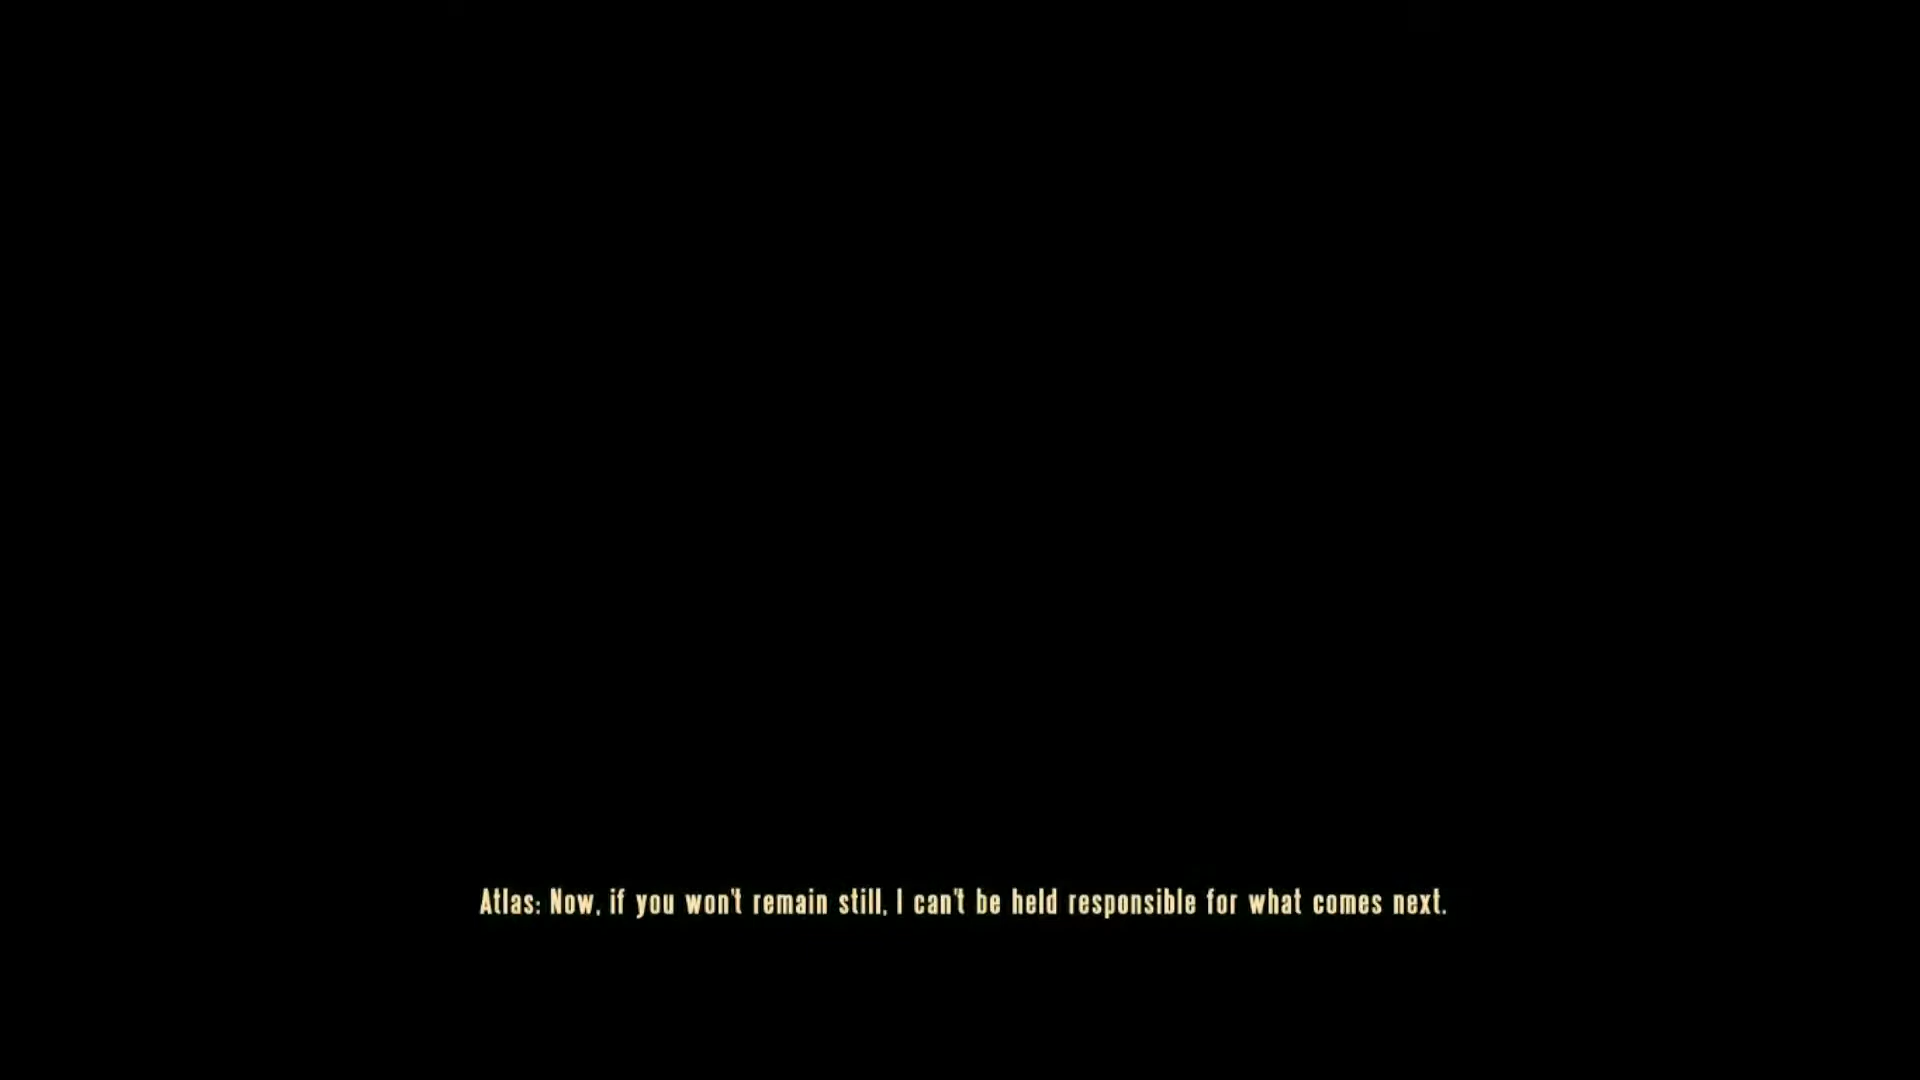 Atlas: Now, if you won't remain still, I can't be held responsible for what comes next.